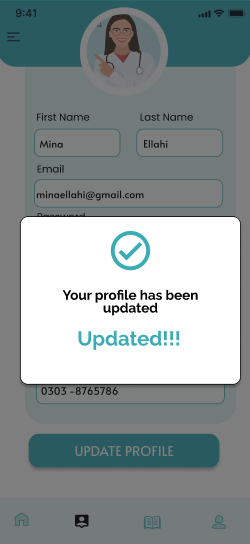 9:41
First Name
Last Name
Mina
Ellahi
Email
minaellahi@gmail.com
Password
Your profile has been
updated
Updated!!!
0303 -8765786
UPDATE PROFILE